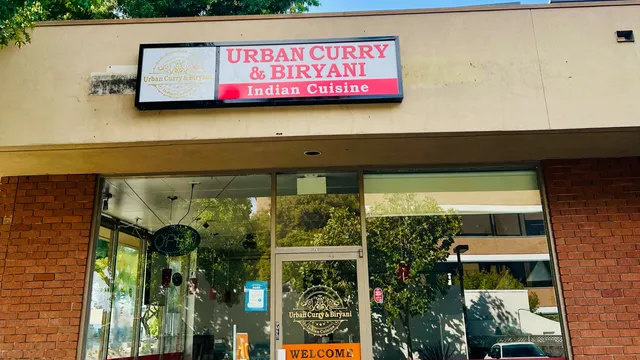 Urban Curry & Biryani
URBAN CURRY
& BIRYANI
Indian Cuisine
Urban Curry & Biryani
WELCOME